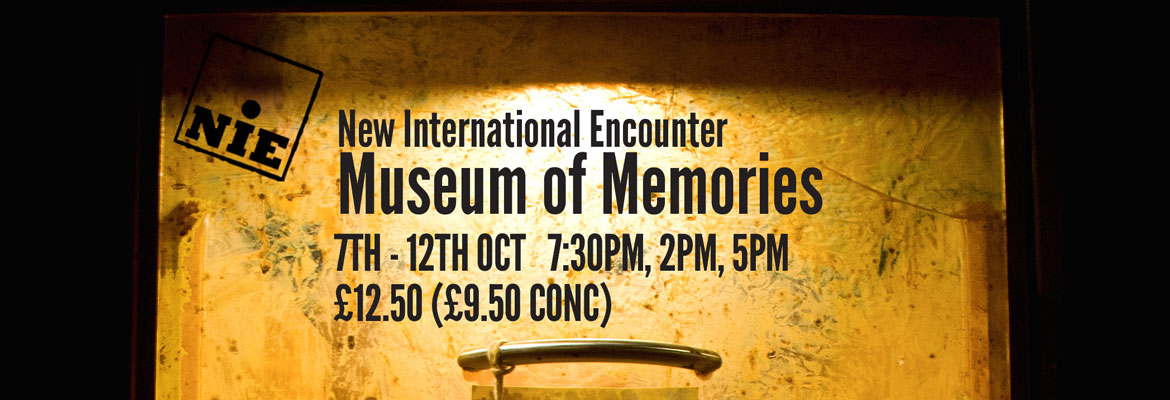 NIE
New International Encounter
Museum of Memories
7TH - 12TH OCT 7:30PM, 2PM, 5PM
£12.50 (£9.50 CONC)